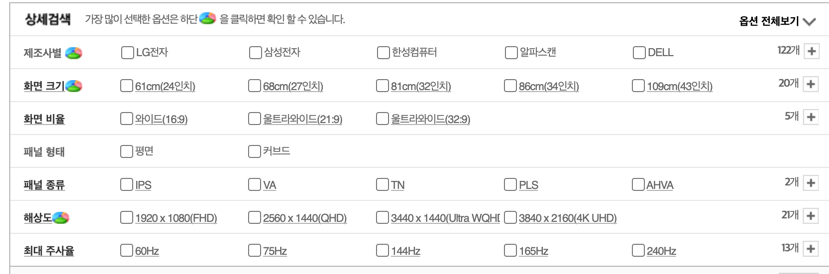 상세검색 가장 많이 선택한 옵션은 하단 을 클릭하면 확인 할 수 있습니다. 옵션 전체보기
제조사별 LG전자 삼성전자 한성컴퓨터 알파스캔 DELL 122개 +
화면 크기 61cm(24인치) 68cm(27인치) 81cm(32인치) 86cm(34인치) 109cm(43인치) 20개 +
화면 비율 와이드(16:9) 울트라와이드(21:9) 울트라와이드(32:9) 5개 +
패널 형태 평면 커브드
패널 종류 IPS VA TN PLS AHVA 2개 +
해상도 1920 x 1080(FHD) 2560 x 1440(QHD) 3440 x 1440(Ultra WQHD 3840 x 2160(4K UHD) 21개 +
최대 주사율 60Hz 75Hz 144Hz 165Hz 240Hz 13개 +